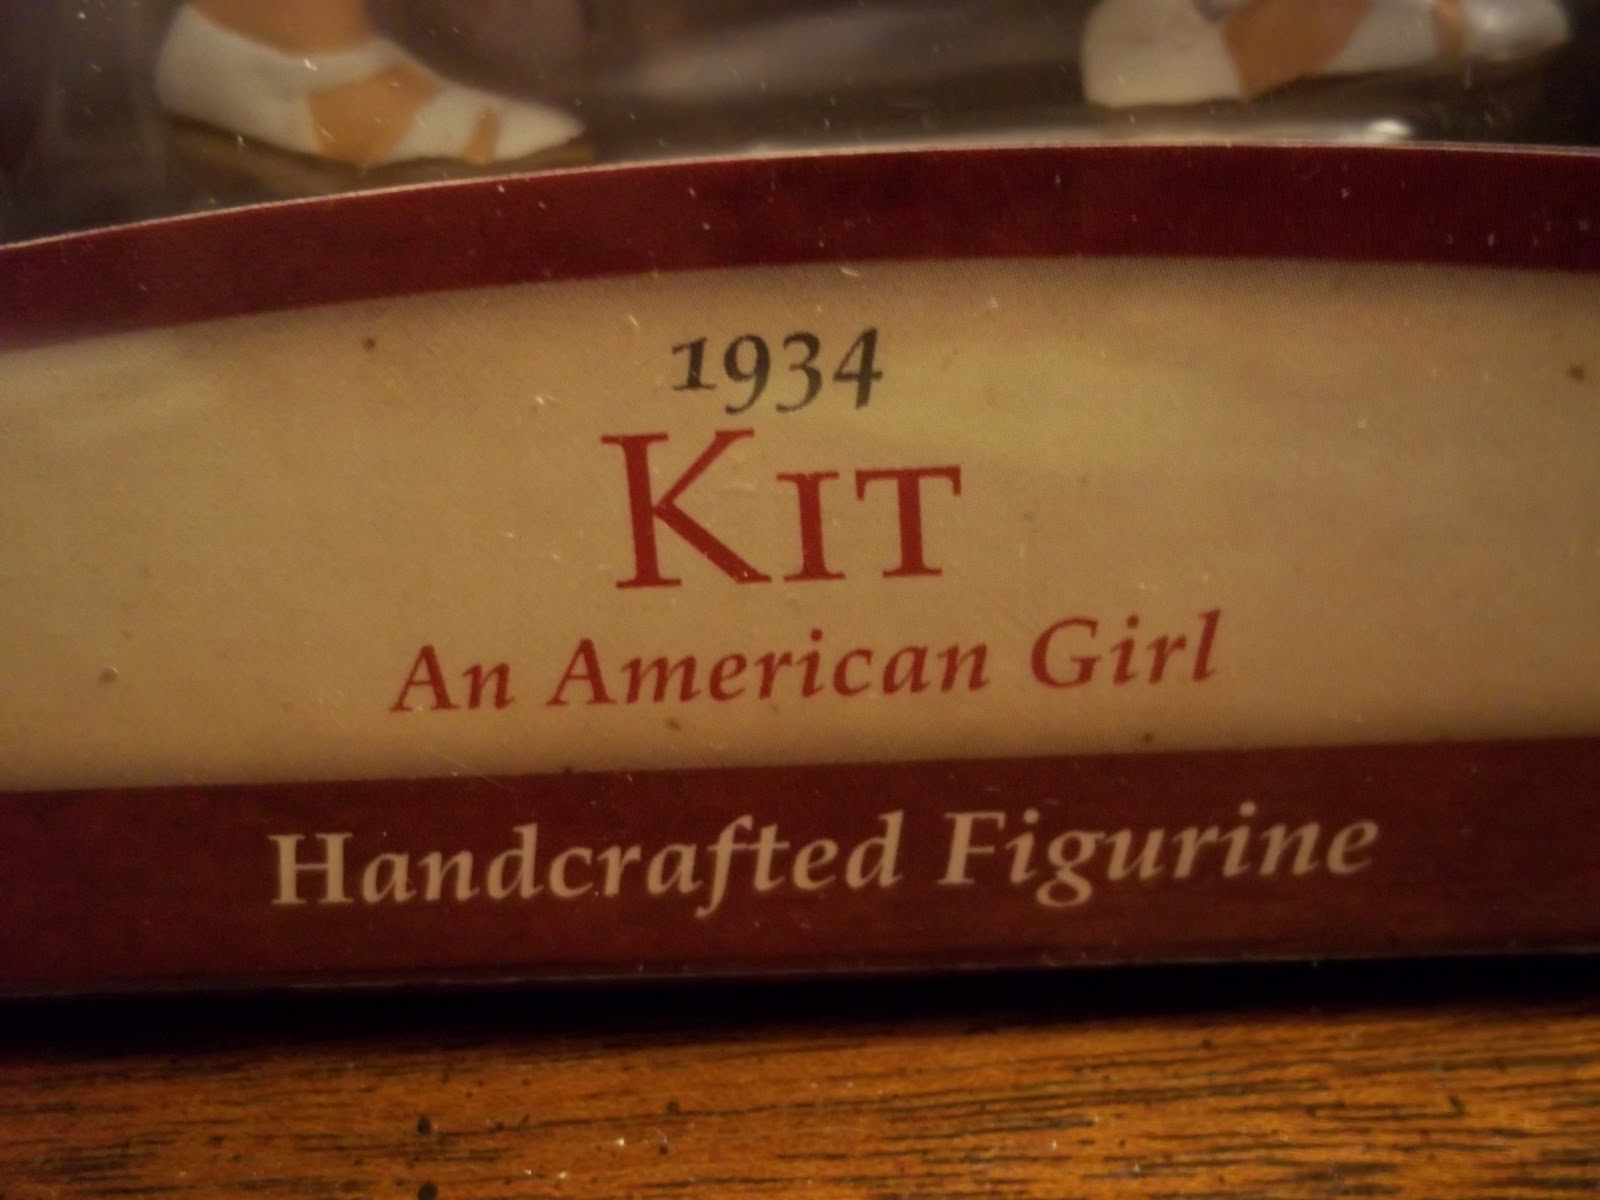 1934
KIT
An American Girl
Handcrafted Figurine